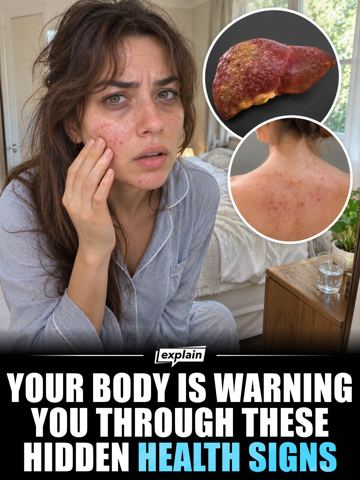 explain
YOUR BODY IS WARNING
YOU THROUGH THESE
HIDDEN HEALTH SIGNS